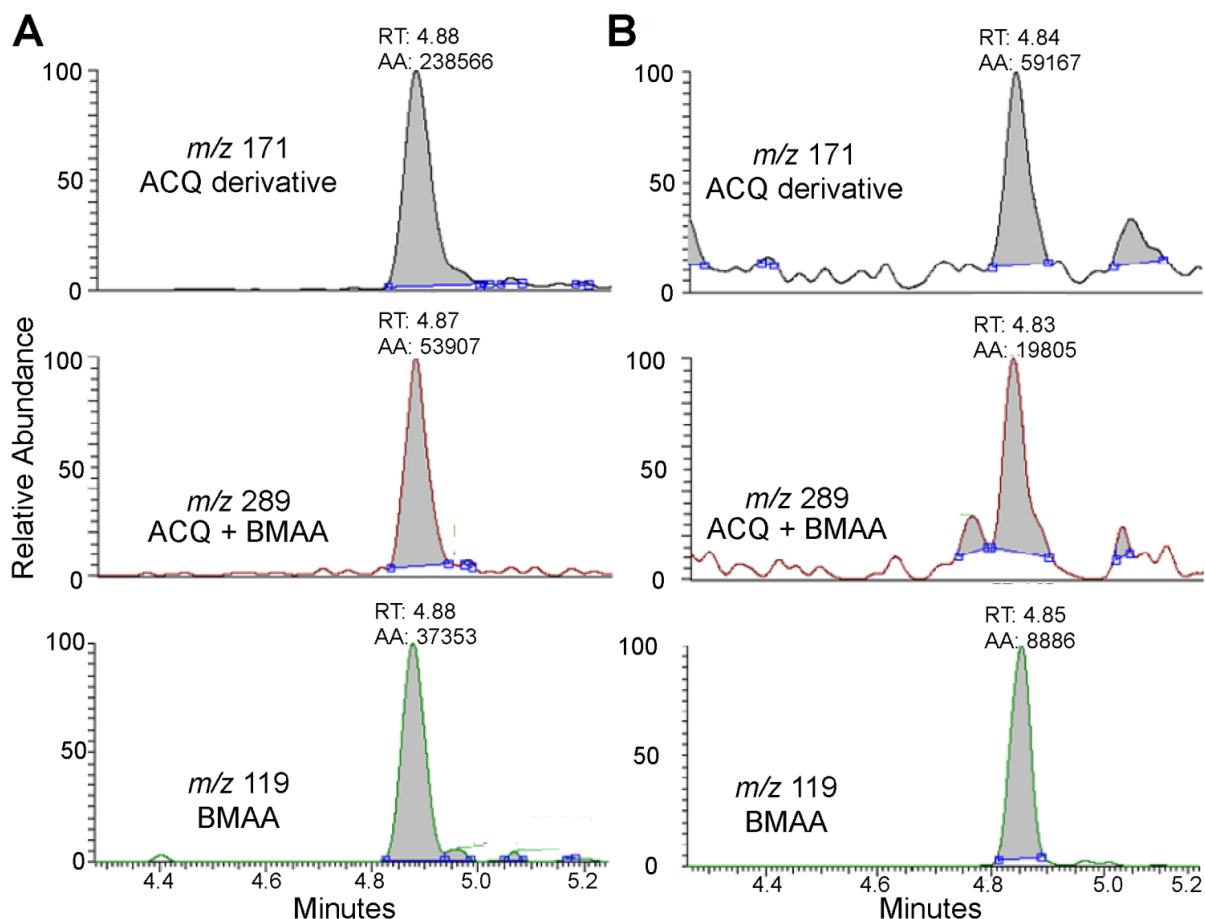 A
RT: 4.88
AA: 238566
100
50
0
m/z 171
ACQ derivative
RT: 4.87
AA: 53907
100
50
0
m/z 289
ACQ + BMAA
RT: 4.88
AA: 37353
100
50
0
m/z 119
BMAA
4.4 4.6 4.8 5.0 5.2
Minutes
Relative Abundance
B
RT: 4.84
AA: 59167
100
50
0
m/z 171
ACQ derivative
RT: 4.83
AA: 19805
100
50
0
m/z 289
ACQ + BMAA
RT: 4.85
AA: 8886
100
50
0
m/z 119
BMAA
4.4 4.6 4.8 5.0 5.2
Minutes